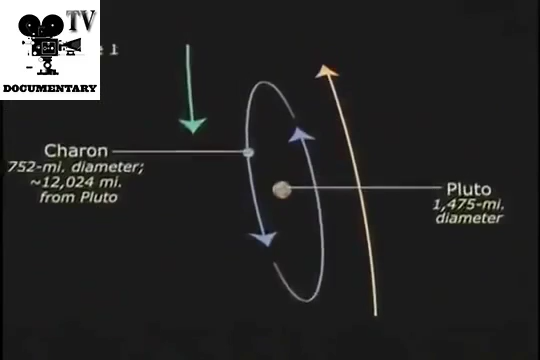 TV
DOCUMENTARY
Charon
752-mi. diameter;
~12,024 mi.
from Pluto
Pluto
1,475-mi.
diameter